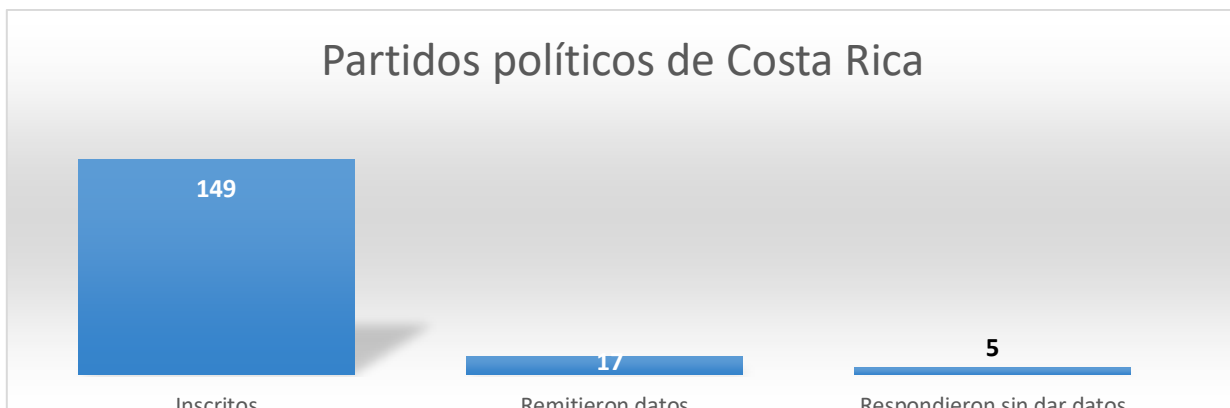 Partidos políticos de Costa Rica
149
17
5
Inscritos
Remitieron datos
Respondieron sin dar datos